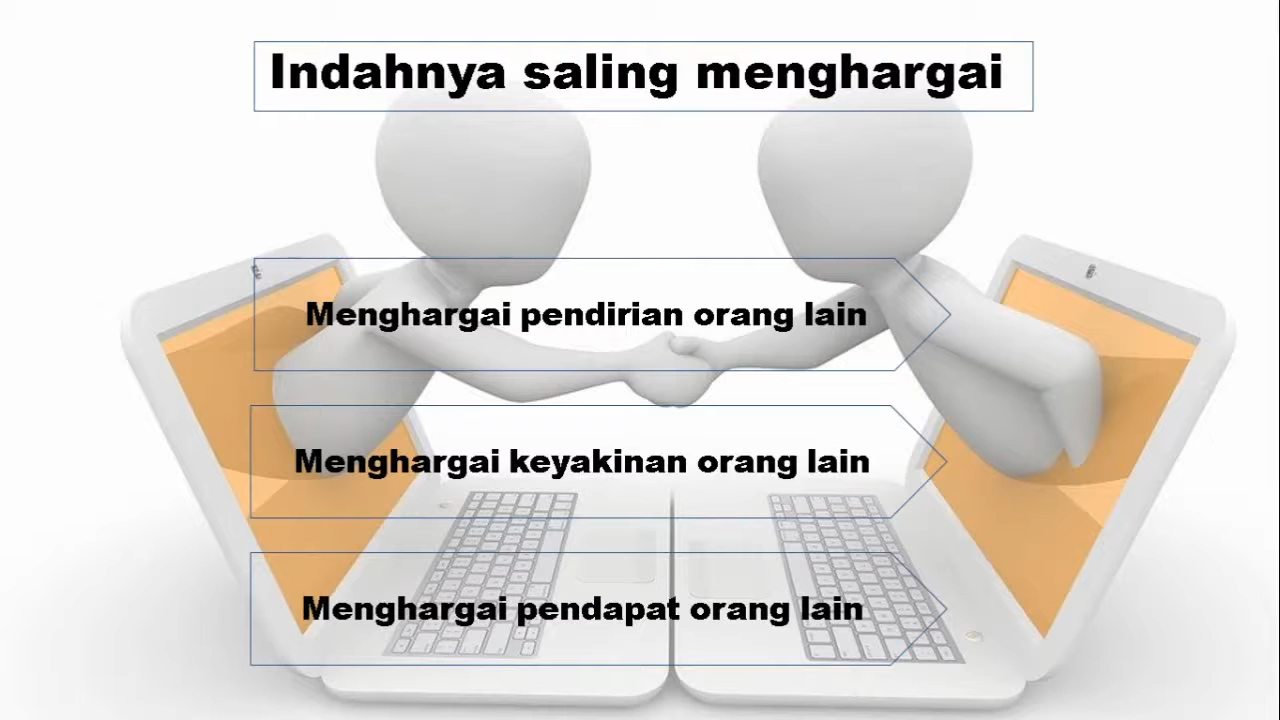 Indahnya saling menghargai
Menghargai pendirian orang lain
Menghargai keyakinan orang lain
Menghargai pendapat orang lain